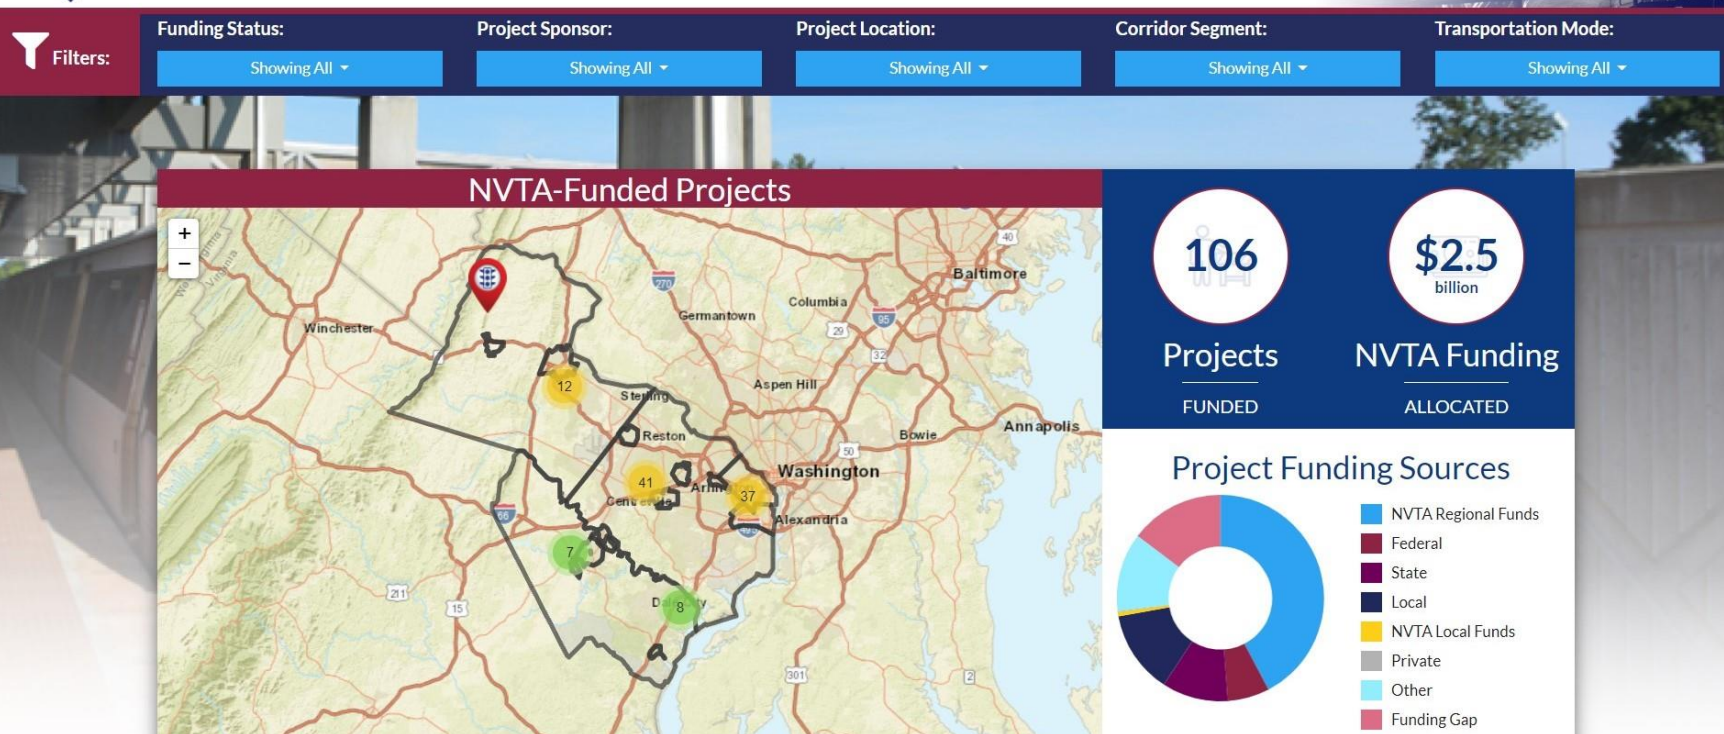 Filters:
Funding Status:
Showing All
Project Sponsor:
Showing All
Project Location:
Showing All
Corridor Segment:
Showing All
Transportation Mode:
Showing All
NVTA-Funded Projects
+
−
40
Baltimore
270
Columbia
Germantown
95
29
Winchester
32
Aspen Hill
12
Sterling
Annapolis
Reston
Bowie
50
Washington
41
37
66
Alexandria
495
7
211
15
8
301
2
106
Projects
FUNDED
$2.5
billion
NVTA Funding
ALLOCATED
Project Funding Sources
NVTA Regional Funds
Federal
State
Local
NVTA Local Funds
Private
Other
Funding Gap